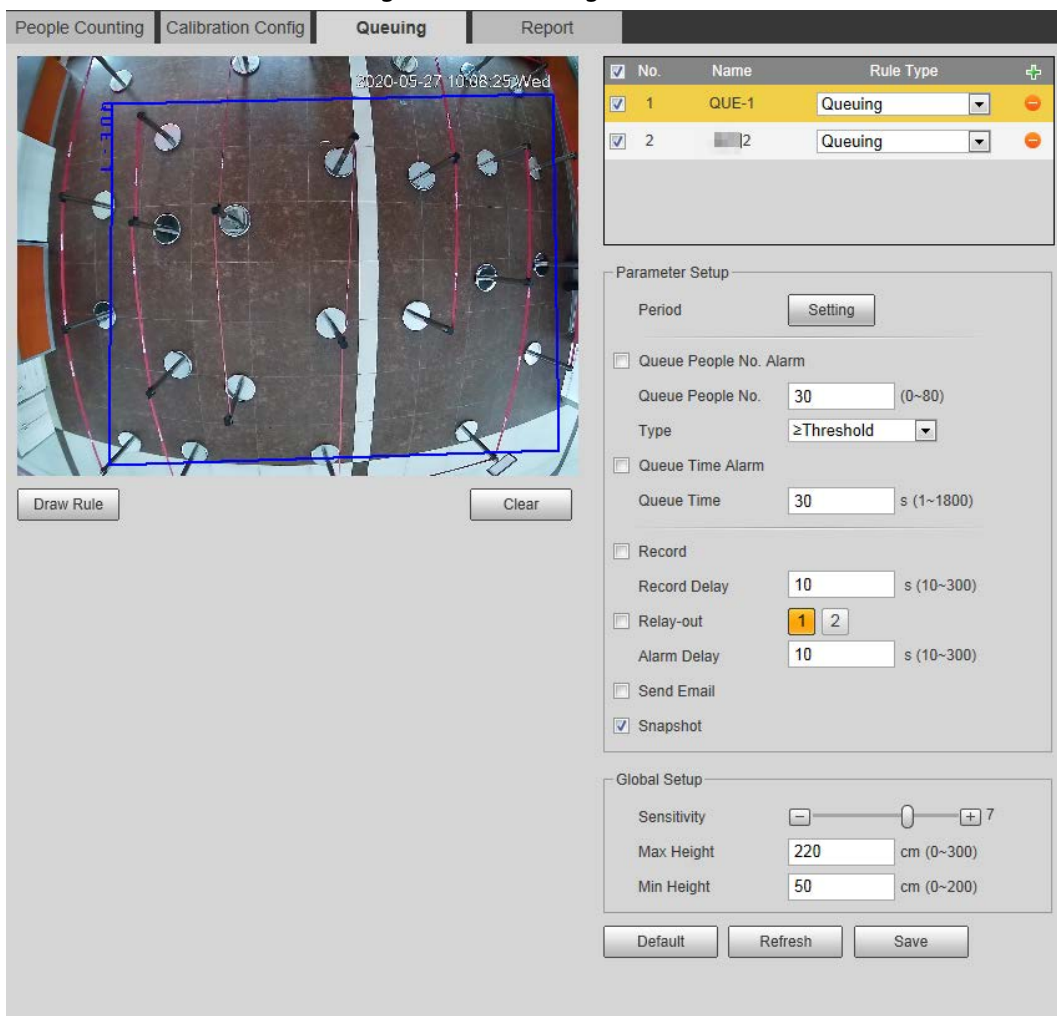 People Counting Calibration Config Queuing Report
2020-05-27 10:08:25 Wed
No. Name Rule Type
1 QUE-1 Queuing
2 2 Queuing
Parameter Setup
Period Setting
Queue People No. Alarm
Queue People No. 30 (0~80)
Type ≥Threshold
Queue Time Alarm
Queue Time 30 s (1~1800)
Draw Rule Clear
Record
Record Delay 10 s (10~300)
Relay-out 1 2
Alarm Delay 10 s (10~300)
Send Email
Snapshot
Global Setup
Sensitivity 7
Max Height 220 cm (0~300)
Min Height 50 cm (0~200)
Default Refresh Save